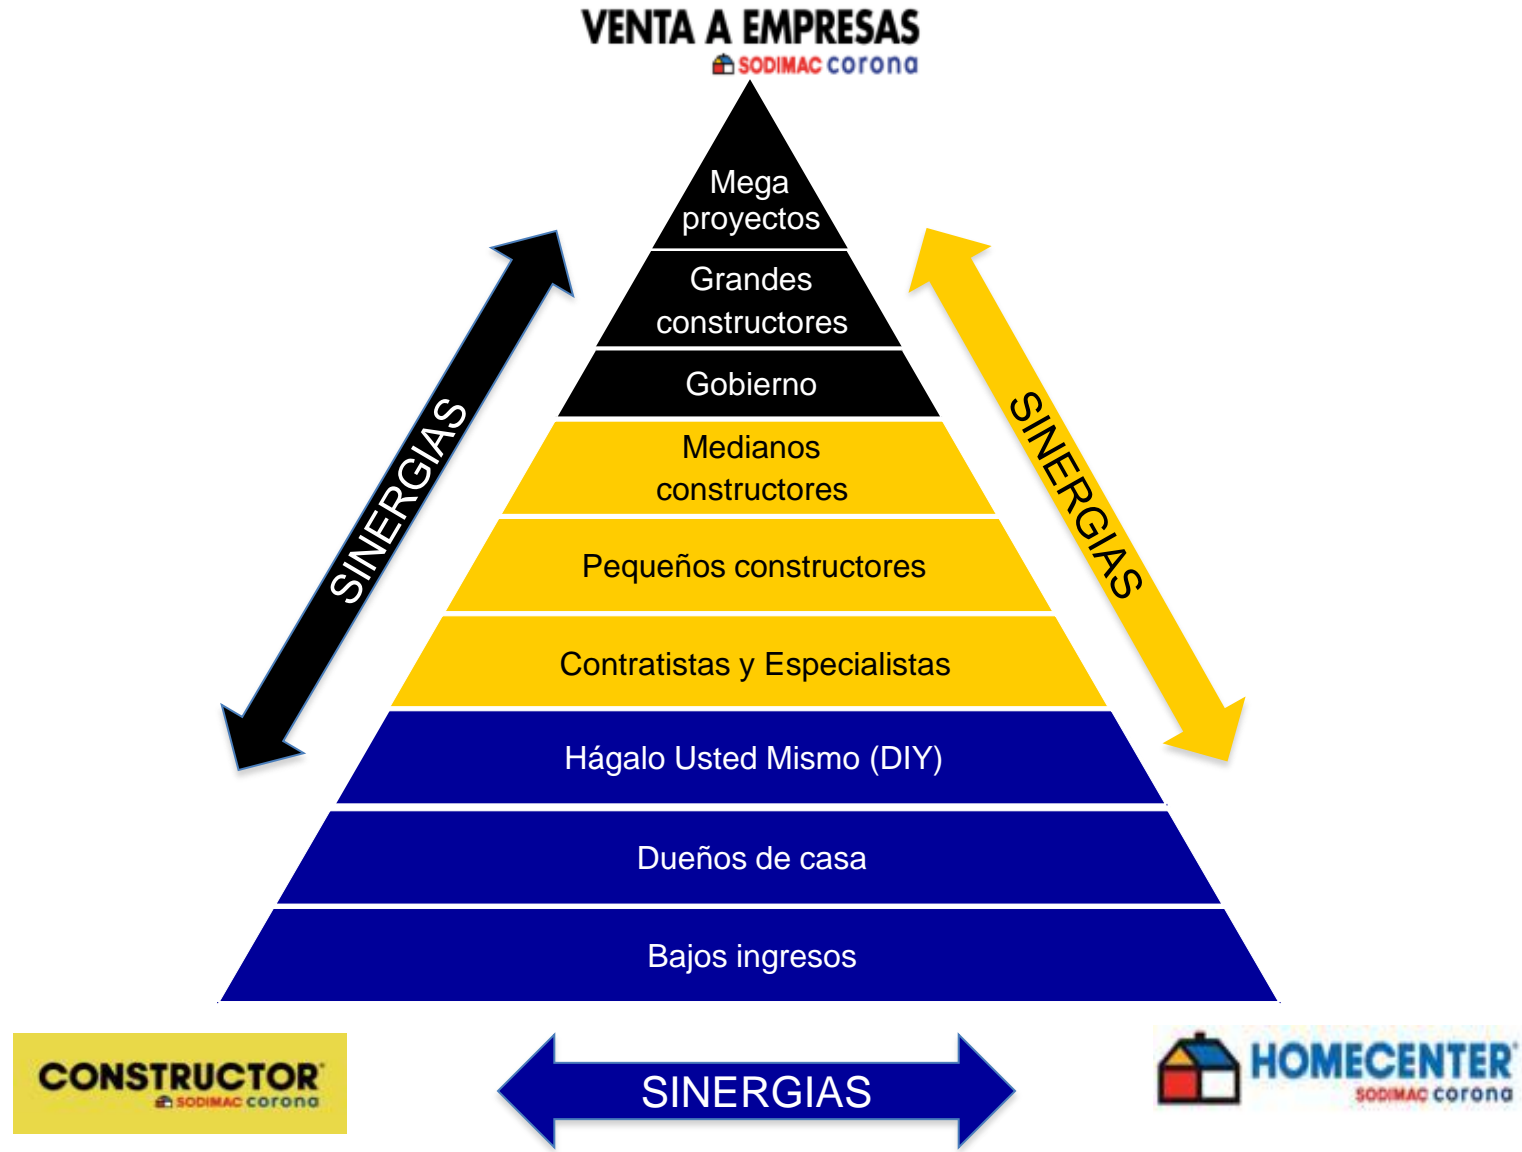 VENTA A EMPRESAS
SODIMAC corona
Mega
proyectos
Grandes
constructores
Gobierno
Medianos
constructores
Pequeños constructores
Contratistas y Especialistas
Hágalo Usted Mismo (DIY)
Dueños de casa
Bajos ingresos
SINERGIAS
SINERGIAS
CONSTRUCTOR
SODIMAC corona
SINERGIAS
HOMECENTER
SODIMAC corona